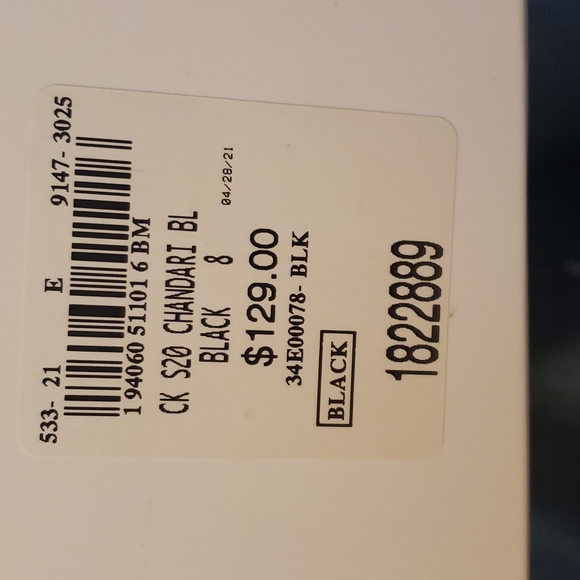 533- 21 E 9147- 3025
1 94060 51101 6 BM
CK S20 CHANDARI BL
BLACK 8 04/28/21
$129.00
34E00078- BLK
BLACK
1822889